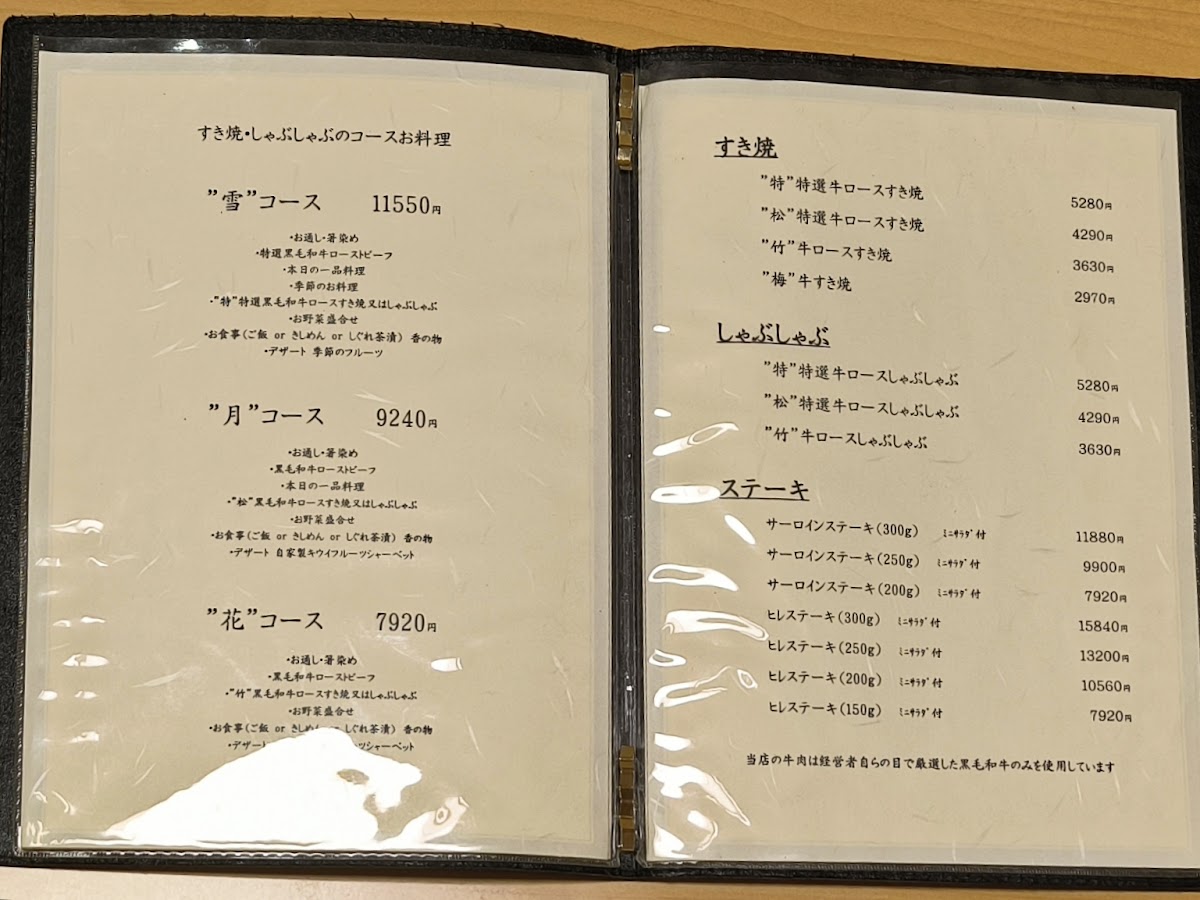 すき焼・しゃぶしゃぶのコースお料理
”雪”コース 11550円
・お通し・箸染め
・特選黒毛和牛ローストビーフ
・本日の一品料理
・季節のお料理
・”特”特選黒毛和牛ロースすき焼又はしゃぶしゃぶ
・お野菜盛合せ
・お食事(ご飯 or きしめん or しぐれ茶漬) 香の物
・デザート 季節のフルーツ
”月”コース 9240円
・お通し・箸染め
・黒毛和牛ローストビーフ
・本日の一品料理
・”松”黒毛和牛ロースすき焼又はしゃぶしゃぶ
・お野菜盛合せ
・お食事(ご飯 or きしめん or しぐれ茶漬) 香の物
・デザート 自家製キウイフルーツシャーベット
”花”コース 7920円
・お通し・箸染め
・黒毛和牛ローストビーフ
・”竹”黒毛和牛ロースすき焼又はしゃぶしゃぶ
・お野菜盛合せ
・お食事(ご飯 or きしめん or しぐれ茶漬) 香の物
・デザート フルーツシャーベット
すき焼
”特”特選牛ロースすき焼 5280円
”松”特選牛ロースすき焼 4290円
”竹”牛ロースすき焼 3630円
”梅”牛すき焼 2970円
しゃぶしゃぶ
”特”特選牛ロースしゃぶしゃぶ 5280円
”松”特選牛ロースしゃぶしゃぶ 4290円
”竹”牛ロースしゃぶしゃぶ 3630円
ステーキ
サーロインステーキ(300g) ﾐﾆｻﾗﾀﾞ付 11880円
サーロインステーキ(250g) ﾐﾆｻﾗﾀﾞ付 9900円
サーロインステーキ(200g) ﾐﾆｻﾗﾀﾞ付 7920円
ヒレステーキ(300g) ﾐﾆｻﾗﾀﾞ付 15840円
ヒレステーキ(250g) ﾐﾆｻﾗﾀﾞ付 13200円
ヒレステーキ(200g) ﾐﾆｻﾗﾀﾞ付 10560円
ヒレステーキ(150g) ﾐﾆｻﾗﾀﾞ付 7920円
当店の牛肉は経営者自らの目で厳選した黒毛和牛のみを使用しています